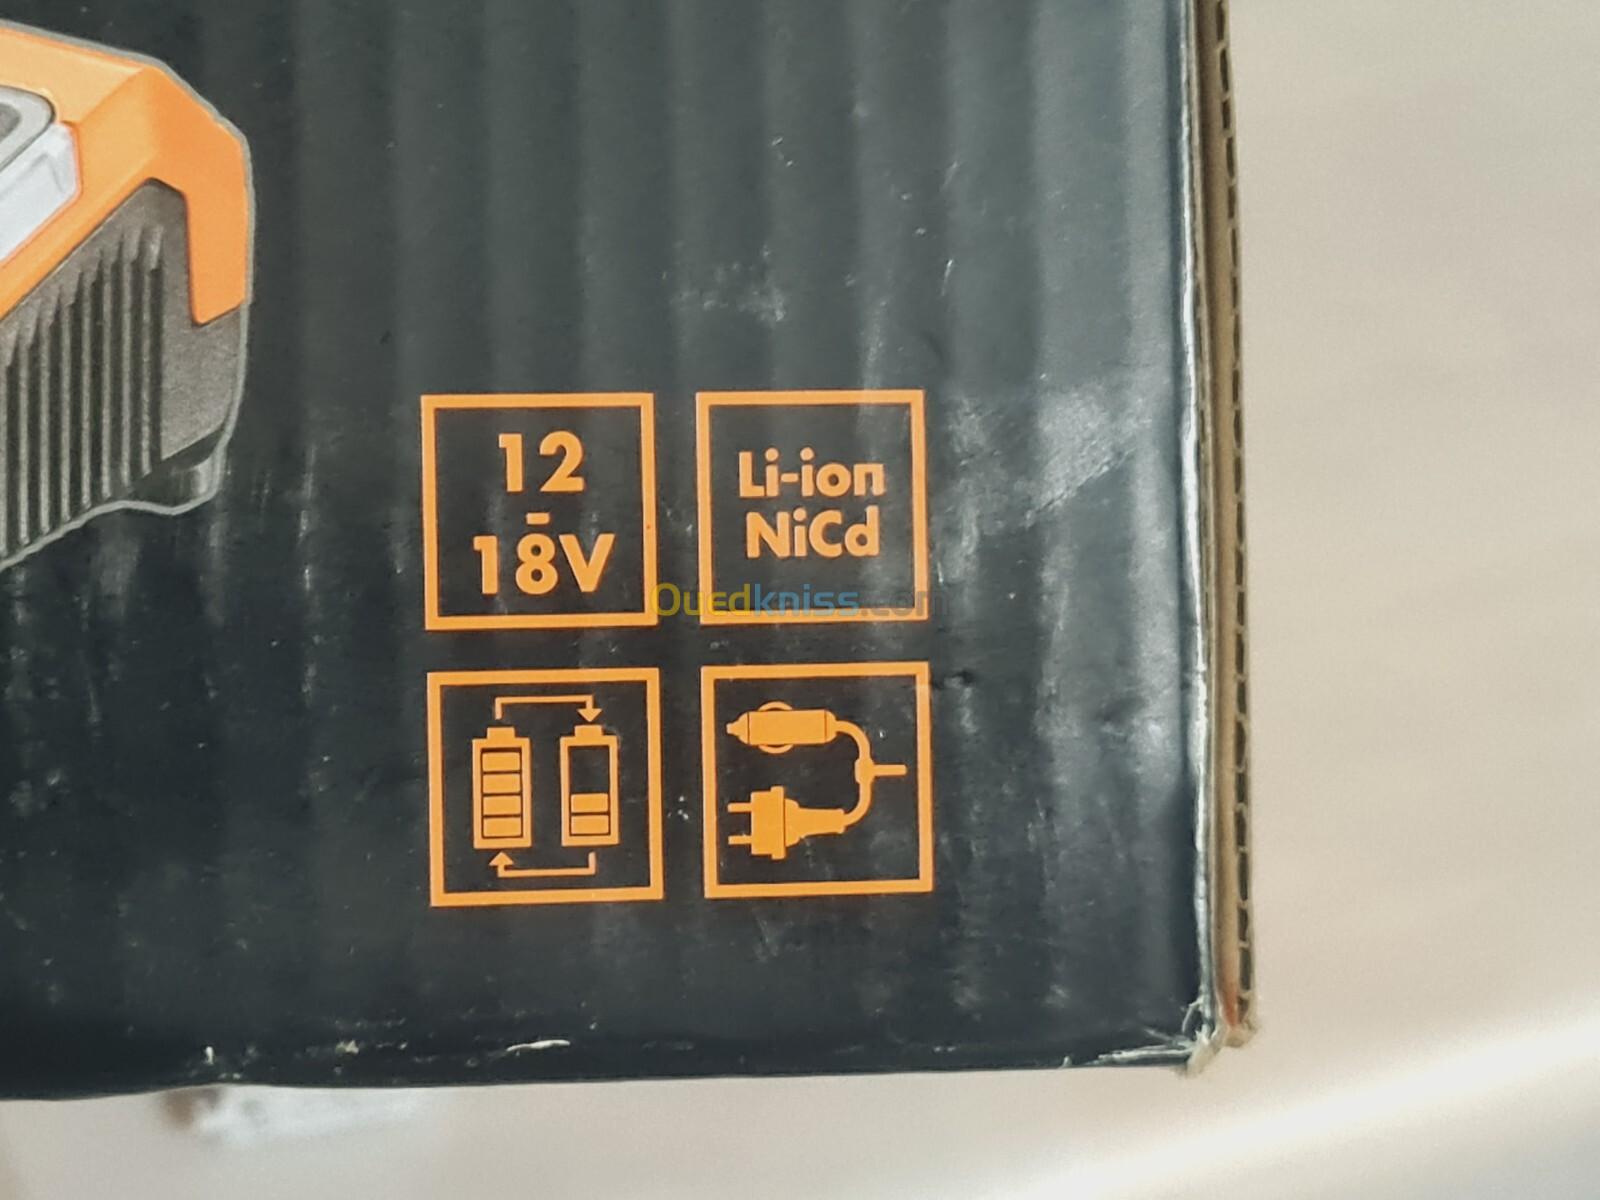 12
-
18V
Li-ion
NiCd
Ouedkniss.com